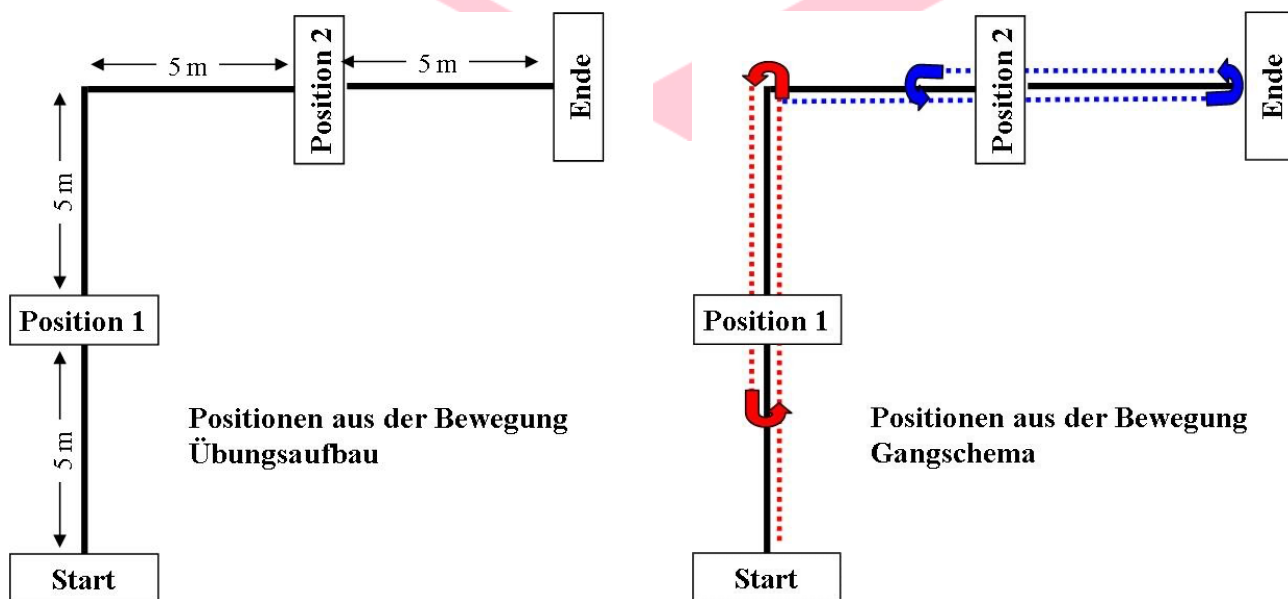 5 m
Position 2
5 m
Ende
5 m
Position 1
5 m
Positionen aus der Bewegung
Übungsaufbau
Start
Position 2
Ende
Position 1
Positionen aus der Bewegung
Gangschema
Start